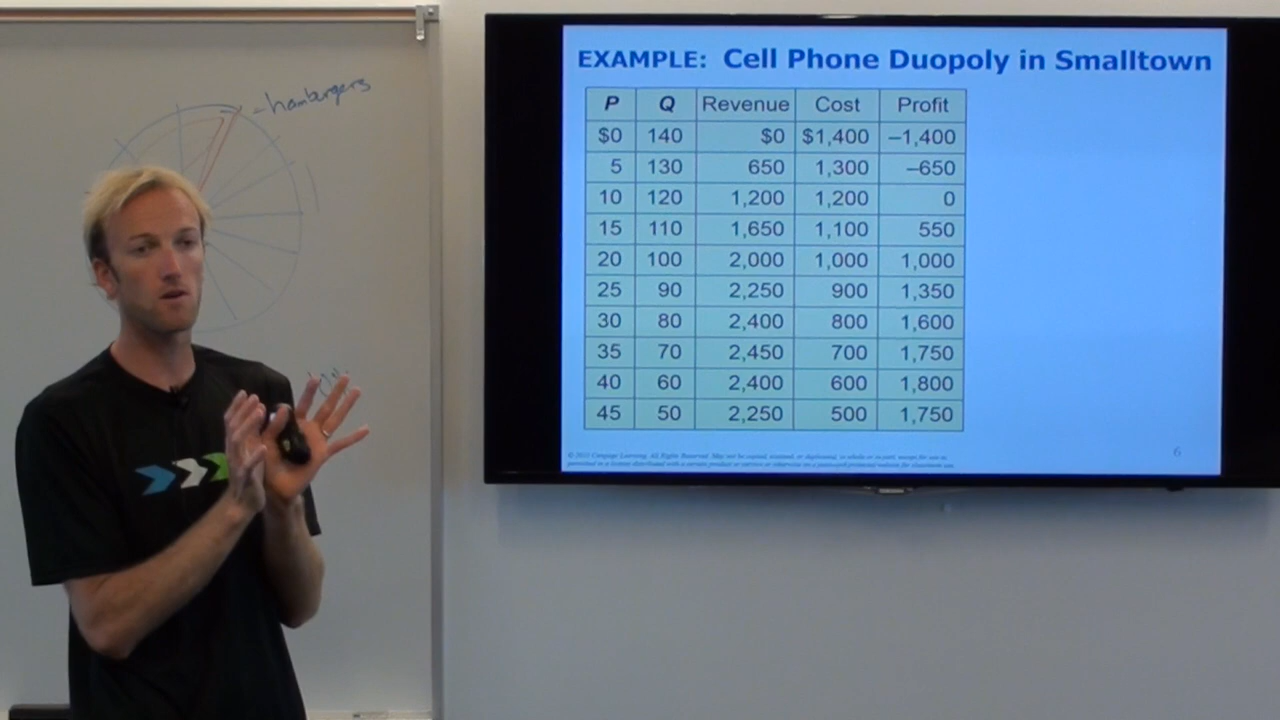 hamburgers
EXAMPLE: Cell Phone Duopoly in Smalltown
P Q Revenue Cost Profit
$0 140 $0 $1,400 –1,400
5 130 650 1,300 –650
10 120 1,200 1,200 0
15 110 1,650 1,100 550
20 100 2,000 1,000 1,000
25 90 2,250 900 1,350
30 80 2,400 800 1,600
35 70 2,450 700 1,750
40 60 2,400 600 1,800
45 50 2,250 500 1,750
6